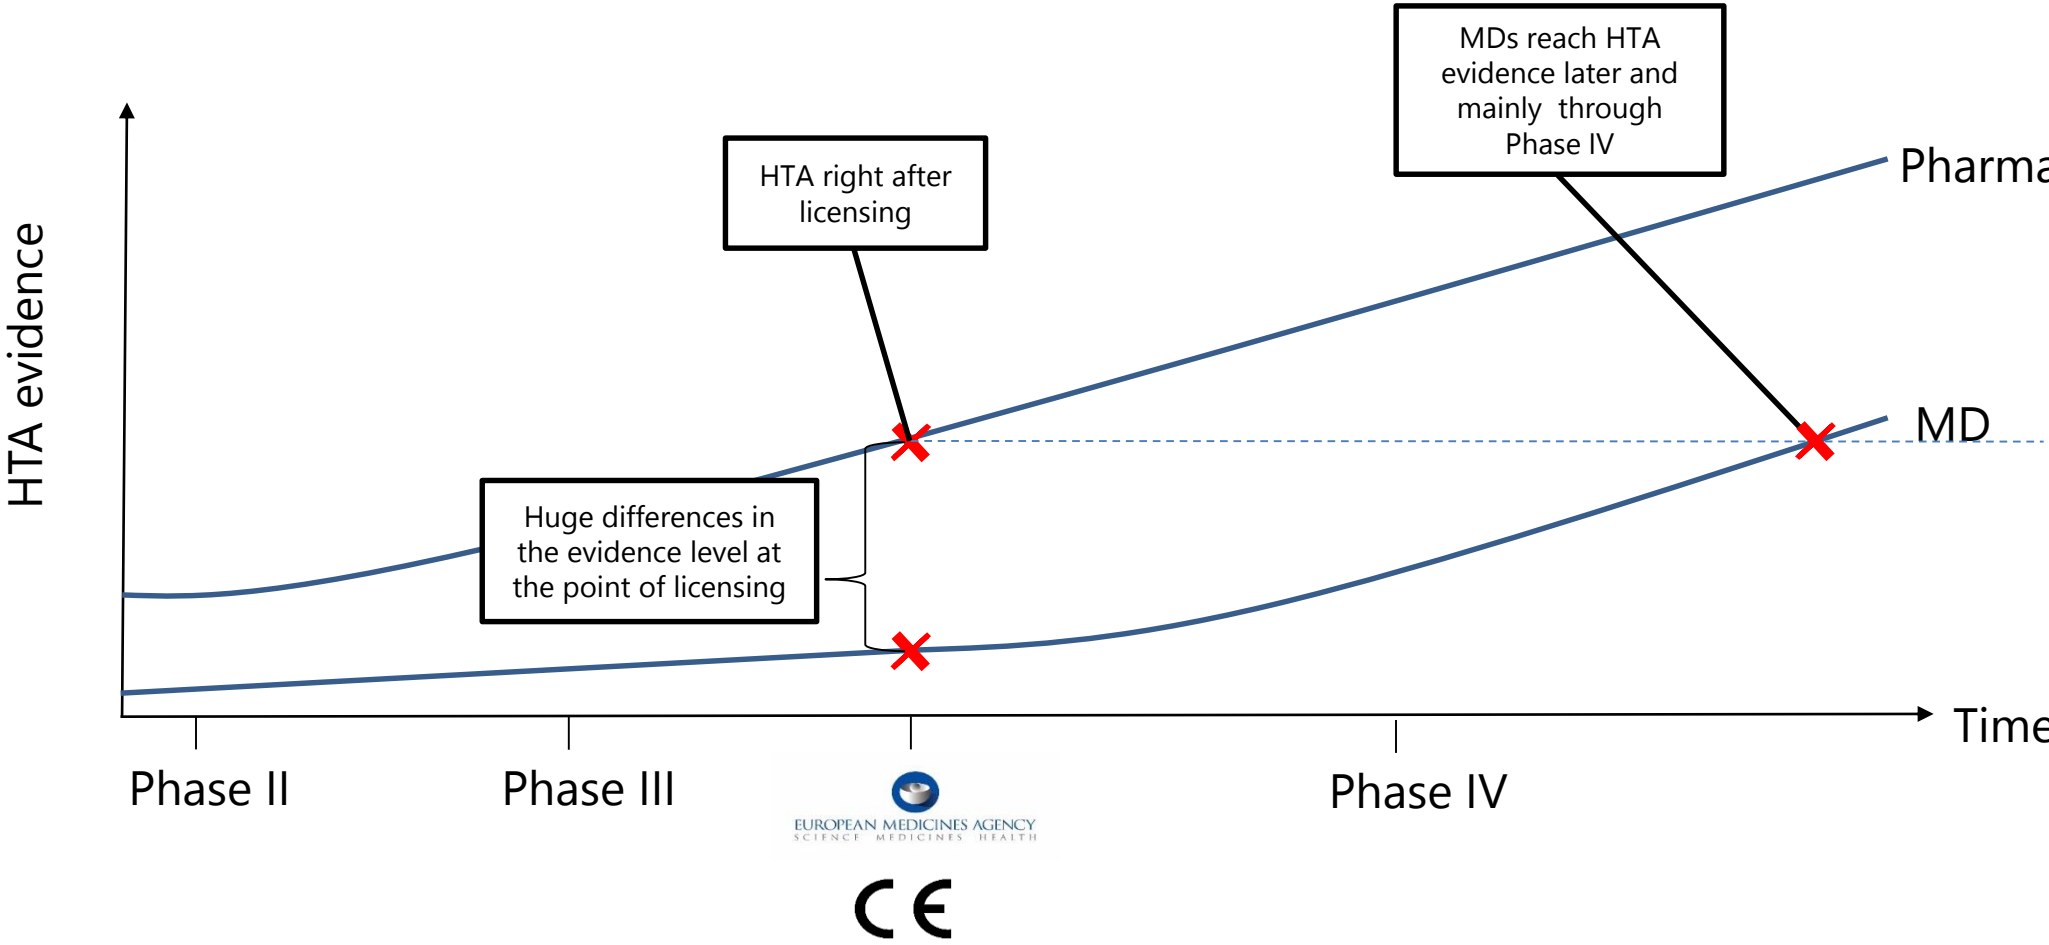 MDs reach HTA
evidence later and
mainly through
Phase IV
HTA right after
licensing
Pharma
HTA evidence
MD
Huge differences in
the evidence level at
the point of licensing
Time
Phase II
Phase III
Phase IV
EUROPEAN MEDICINES AGENCY
SCIENCE MEDICINES HEALTH
CE